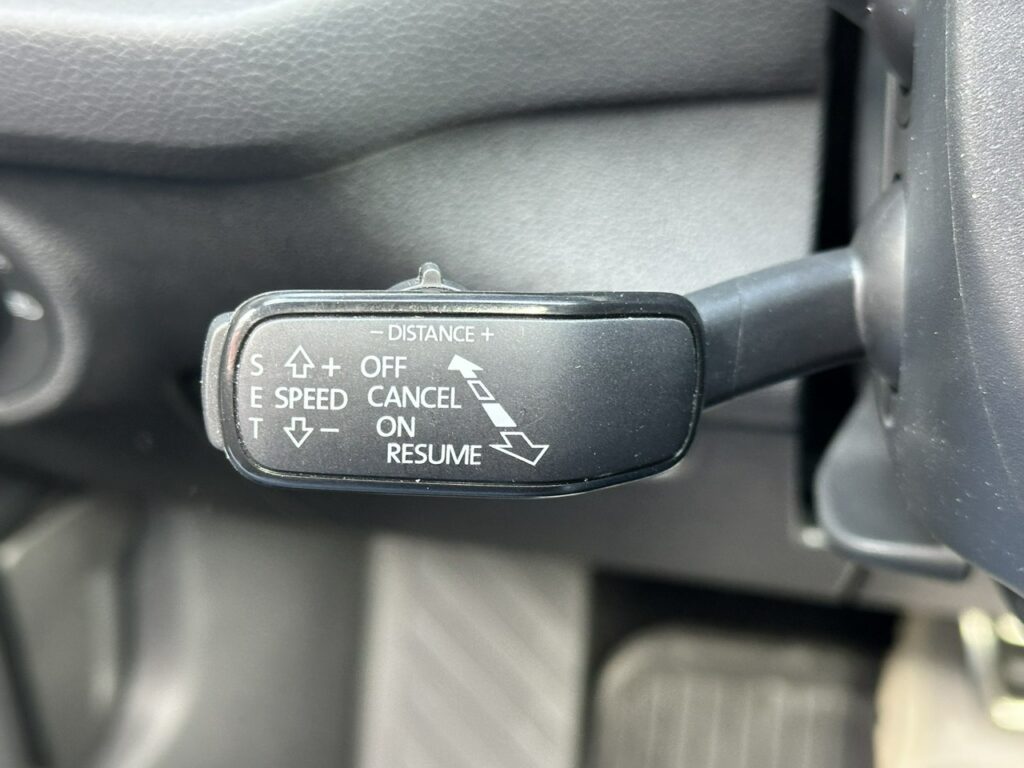 − DISTANCE +
S + OFF
E SPEED CANCEL
T − ON
RESUME